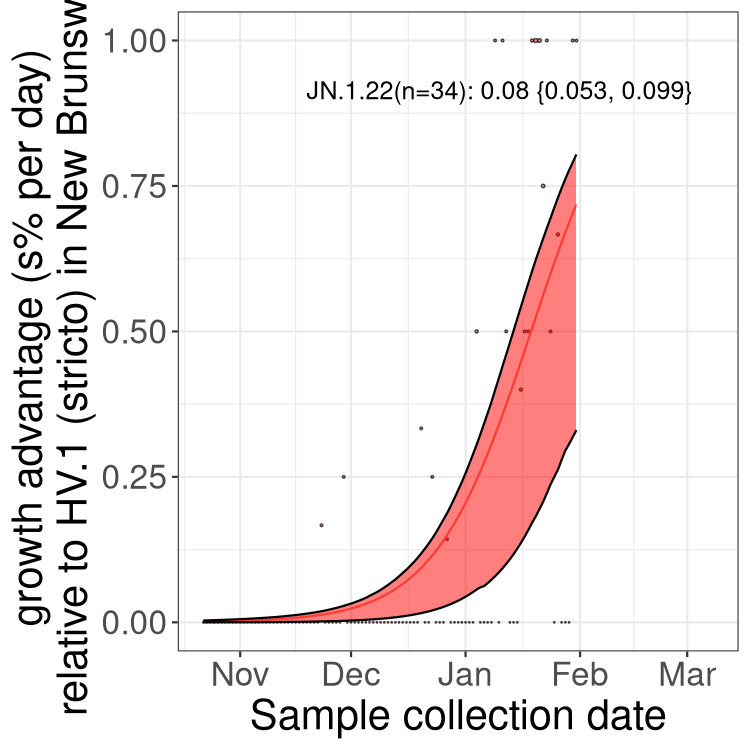 growth advantage (s% per day)
relative to HV.1 (stricto) in New Brunsw
1.00
0.75
0.50
0.25
0.00
JN.1.22(n=34): 0.08 {0.053, 0.099}
Nov Dec Jan Feb Mar
Sample collection date